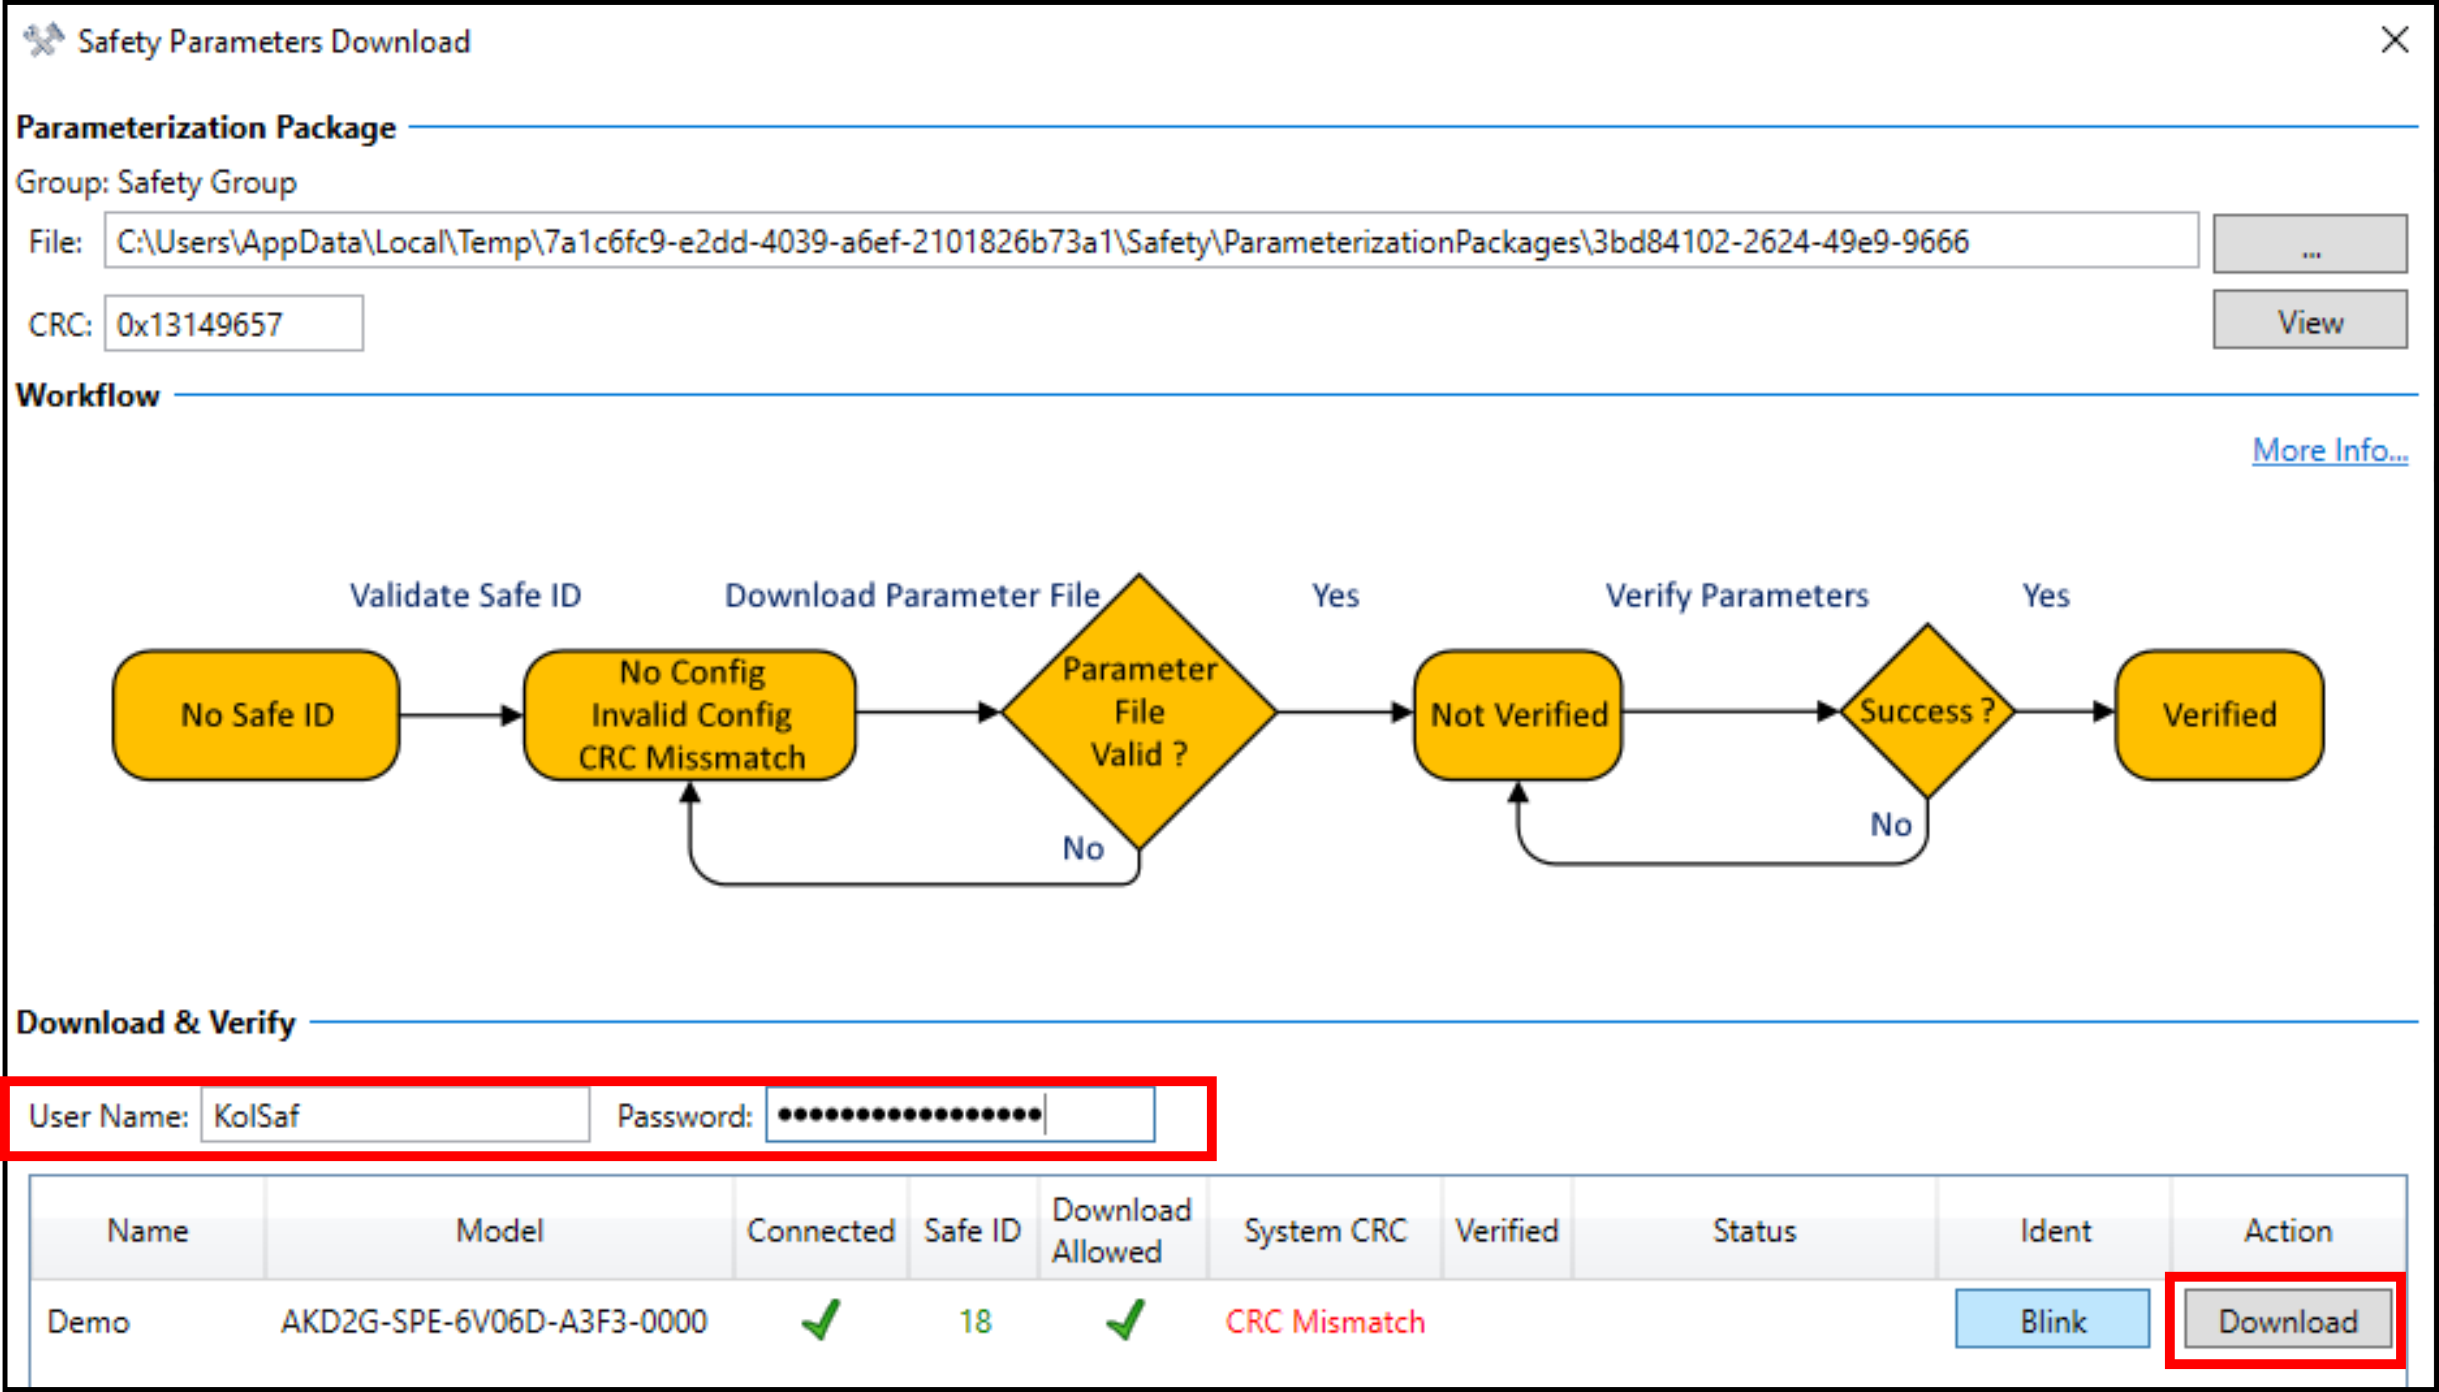 Safety Parameters Download
Parameterization Package
Group: Safety Group
File: C:\Users\AppData\Local\Temp\7a1c6fc9-e2dd-4039-a6ef-2101826b73a1\Safety\ParameterizationPackages\3bd84102-2624-49e9-9666 ...
CRC: 0x13149657 View
Workflow
More Info...
Validate Safe ID Download Parameter File Yes Verify Parameters Yes
No Safe ID
No Config
Invalid Config
CRC Missmatch
Parameter
File
Valid ?
Not Verified
Success ?
Verified
No
No
Download & Verify
User Name: KolSaf Password: ●●●●●●●●●●●●●●●●●
Name Model Connected Safe ID Download Allowed System CRC Verified Status Ident Action
Demo AKD2G-SPE-6V06D-A3F3-0000 18 CRC Mismatch Blink Download